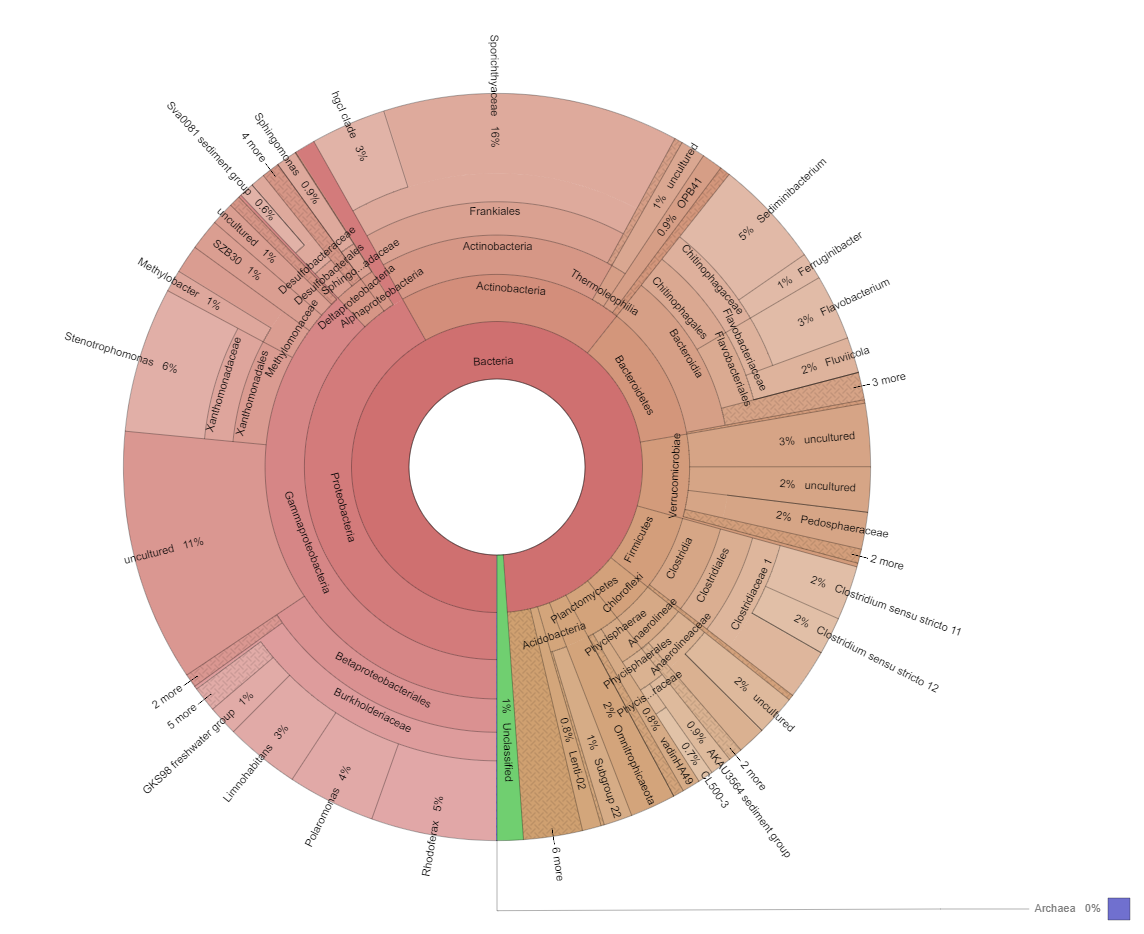 Sporichthyaceae 16%
hgcI clade 3%
Sphingomonas 0.9%
4 more
Sva0081 sediment group 0.6%
uncultured 1%
SZB30 1%
Methylobacter 1%
Stenotrophomonas 6%
uncultured 11%
2 more
5 more
GKS98 freshwater group 1%
Limnohabitans 3%
Polaromonas 4%
Rhodoferax 5%
Frankiales
Actinobacteria
Actinobacteria
Thermoleophilia
Bacteria
Desulfobacteraceae
Desulfobacterales
Sphingo...adaceae
Deltaproteobacteria
Alphaproteobacteria
Methylomonaceae
Xanthomonadaceae
Xanthomonadales
Proteobacteria
Gammaproteobacteria
Betaproteobacteriales
Burkholderiaceae
1% uncultured
0.9% OPB41
5% Sediminibacterium
1% Ferruginibacter
3% Flavobacterium
2% Fluviicola
3 more
Chitinophagaceae
Chitinophagales
Flavobacteriaceae
Flavobacteriales
Bacteroidia
Bacteroidetes
3% uncultured
2% uncultured
2% Pedosphaeraceae
2 more
Verrucomicrobiae
Firmicutes
Clostridia
Clostridiales
Clostridiaceae 1
2% Clostridium sensu stricto 11
2% Clostridium sensu stricto 12
Chloroflexi
Anaerolineae
Anaerolineaceae
2% uncultured
2 more
Planctomycetes
Phycisphaerae
Phycisphaerales
Phycis...raceae
0.9% AKAU3564 sediment group
0.7% CL500-3
0.8% vadinHA49
2% Omnitrophicaeota
Acidobacteria
1% Subgroup 22
0.8% Lenti-02
6 more
1% Unclassified
Archaea 0%